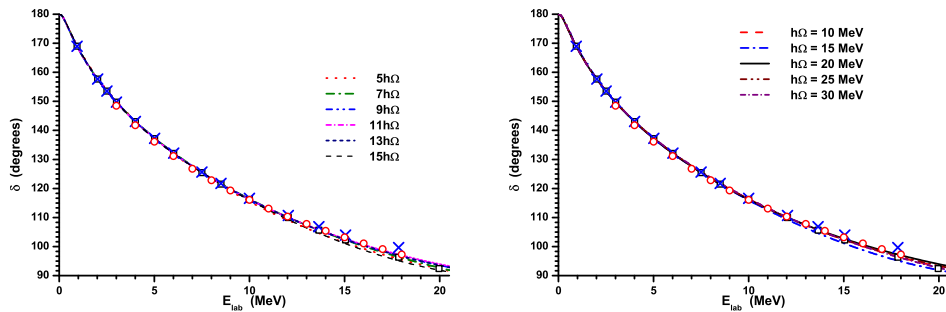 180
170
160
150
140
130
120
110
100
90
δ (degrees)
0
5
10
15
20
E_lab (MeV)
5hΩ
7hΩ
9hΩ
11hΩ
13hΩ
15hΩ
180
170
160
150
140
130
120
110
100
90
δ (degrees)
0
5
10
15
20
E_lab (MeV)
hΩ = 10 MeV
hΩ = 15 MeV
hΩ = 20 MeV
hΩ = 25 MeV
hΩ = 30 MeV